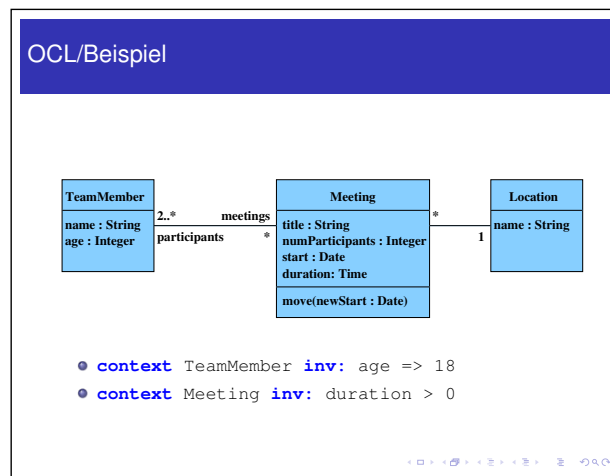 OCL/Beispiel
TeamMember
name : String
age : Integer
2..*
participants
meetings
*
Meeting
title : String
numParticipants : Integer
start : Date
duration: Time
move(newStart : Date)
*
1
Location
name : String
context TeamMember inv: age => 18
context Meeting inv: duration > 0